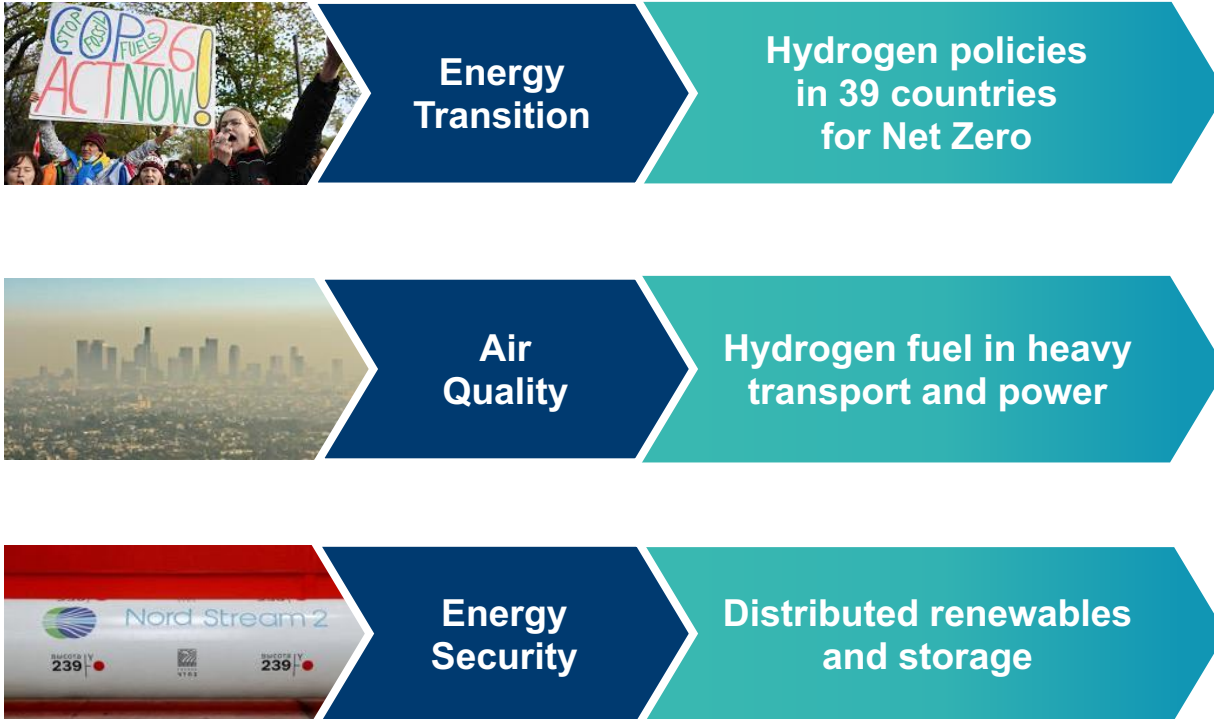 STOP
FOSSIL
FUELS
COP26
ACT NOW!
Energy
Transition
Hydrogen policies
in 39 countries
for Net Zero
Air
Quality
Hydrogen fuel in heavy
transport and power
Nord Stream 2
239
239
Energy
Security
Distributed renewables
and storage